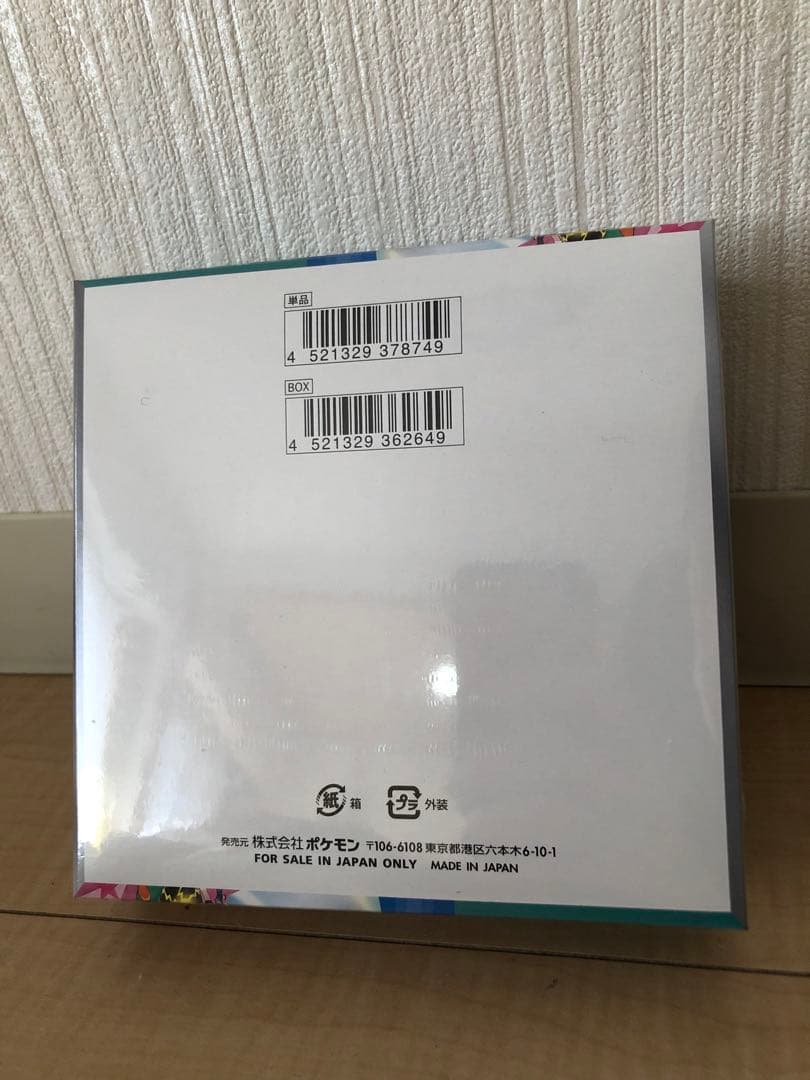 単品
4 521329 378749
BOX
4 521329 362649
紙 箱 プラ 外装
発売元 株式会社 ポケモン 〒106-6108 東京都港区六本木6-10-1
FOR SALE IN JAPAN ONLY MADE IN JAPAN